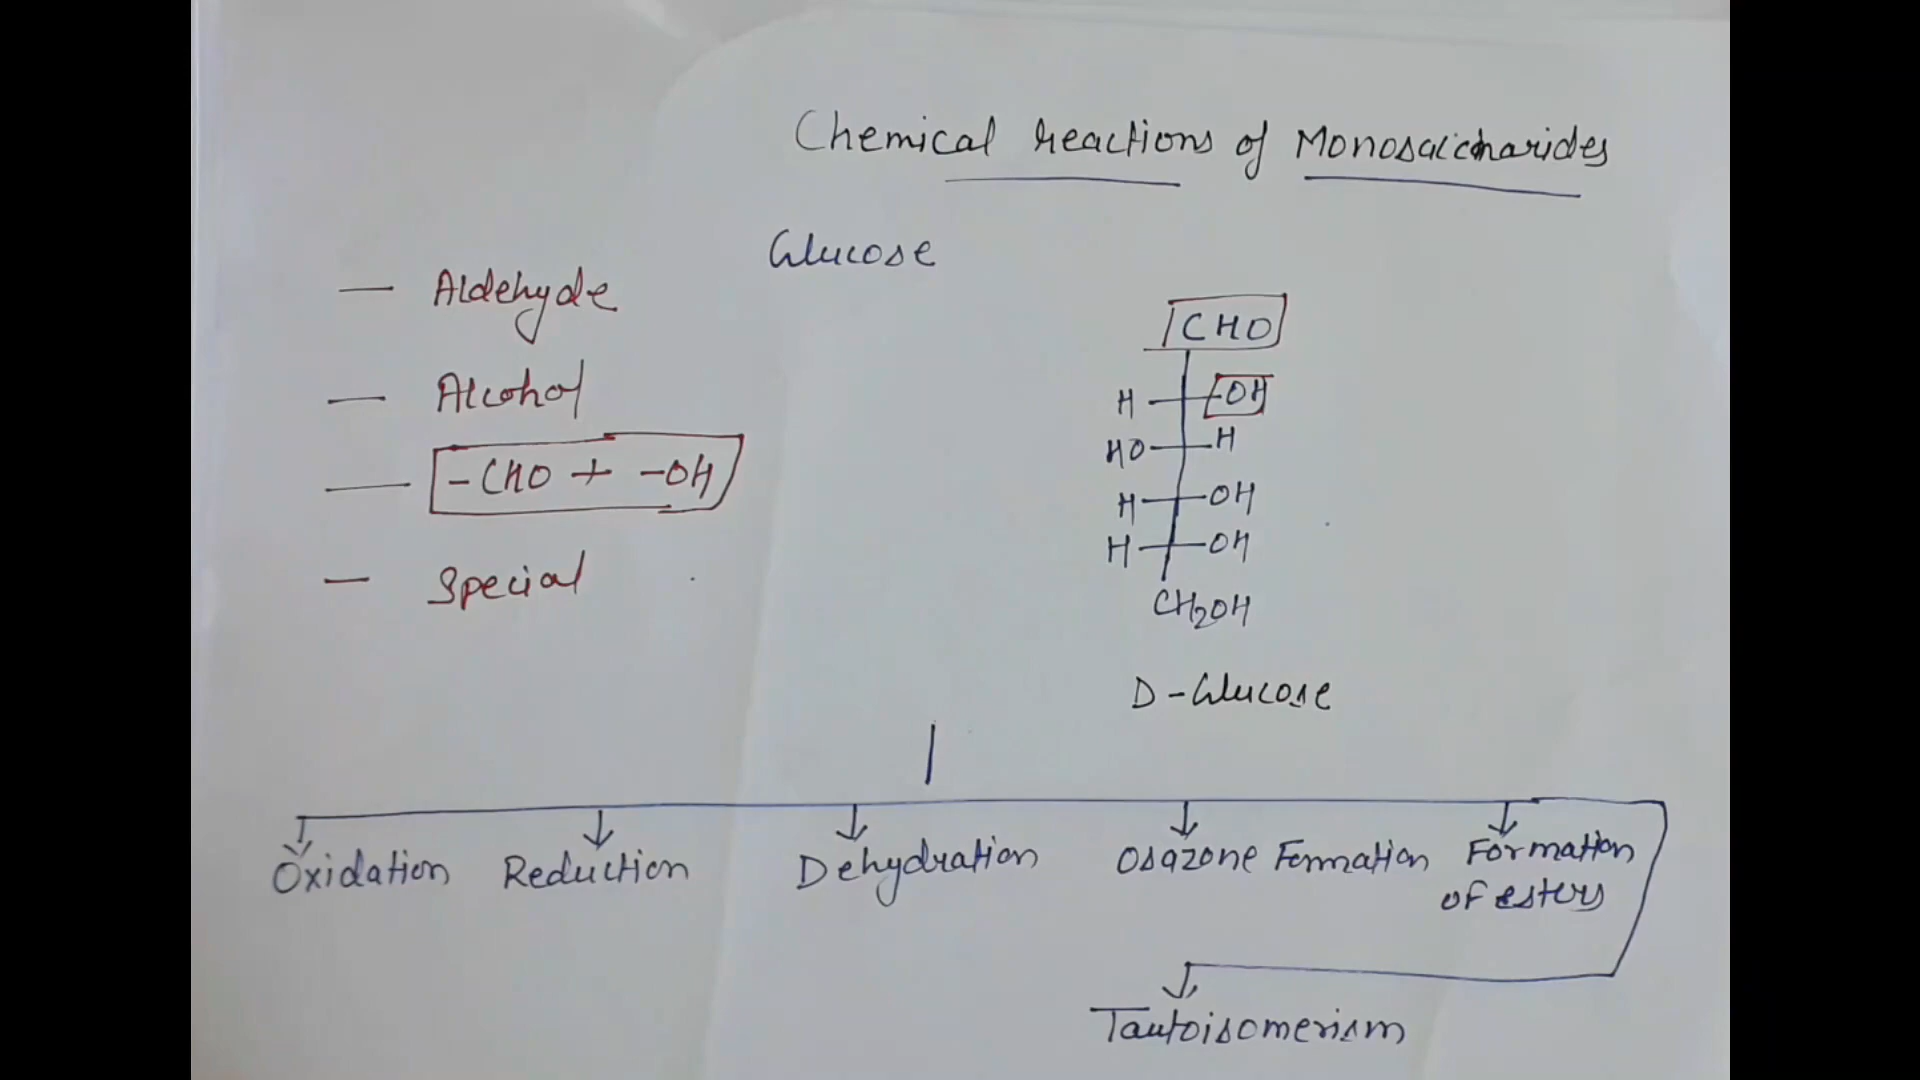 Chemical reactions of Monosaccharides
Glucose
— Aldehyde
— Alcohol
— -CHO + -OH
— Special
CHO
H -OH
HO H
H OH
H OH
CH2OH
D-Glucose
Oxidation Reduction Dehydration Osazone Formation Formation
of esters
Tautoisomerism